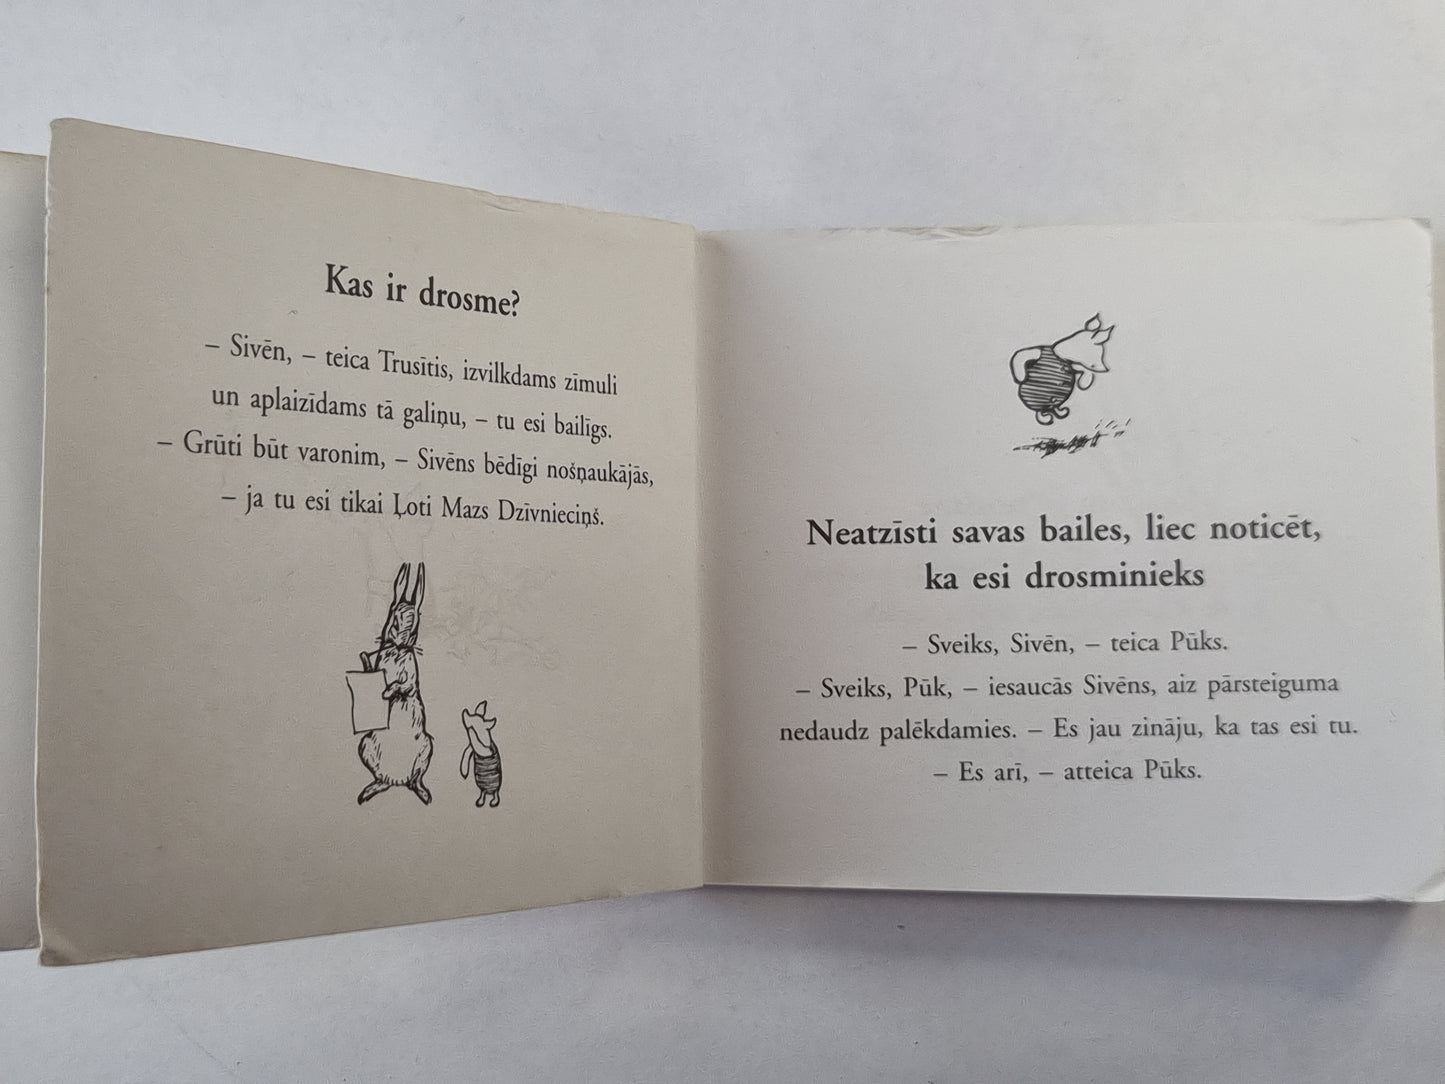 Kas ir drosme?
– Sivēn, – teica Trusītis, izvilkdams zīmuli
un aplaizīdams tā galiņu, – tu esi bailīgs.
– Grūti būt varonim, – Sivēns bēdīgi nošņaukājās,
– ja tu esi tikai Ļoti Mazs Dzīvnieciņš.
Neatzīsti savas bailes, liec noticēt,
ka esi drosminieks
– Sveiks, Sivēn, – teica Pūks.
– Sveiks, Pūk, – iesaucās Sivēns, aiz pārsteiguma
nedaudz palēkdamies. – Es jau zināju, ka tas esi tu.
– Es arī, – atteica Pūks.